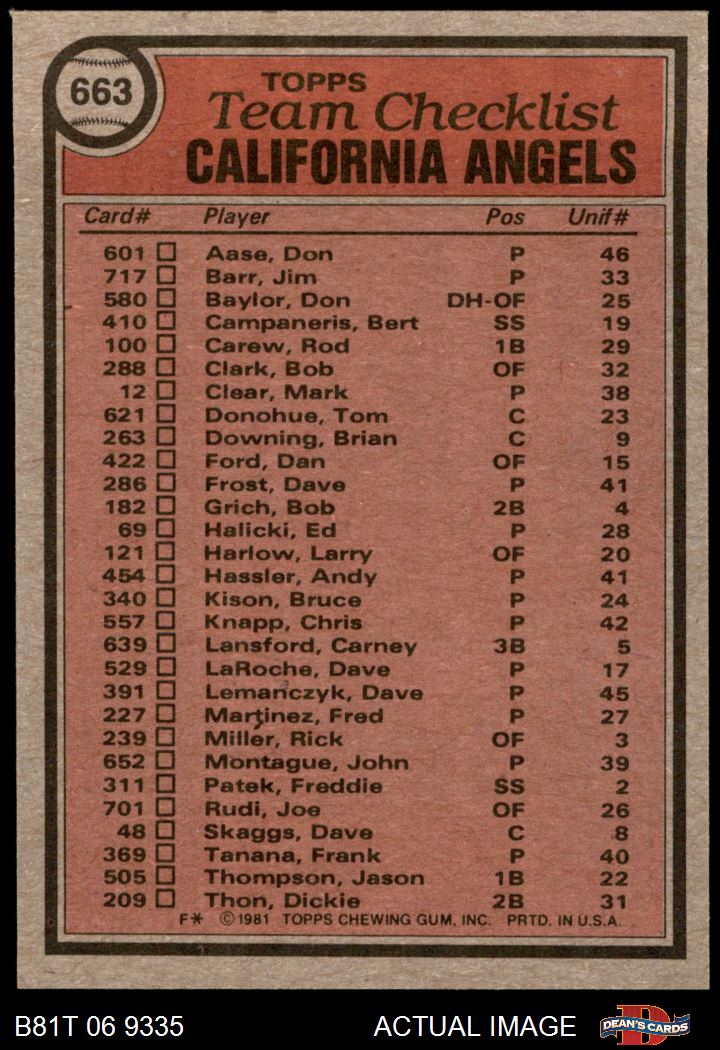 663
TOPPS
Team Checklist
CALIFORNIA ANGELS
Card# Player Pos Unif#
601 Aase, Don P 46
717 Barr, Jim P 33
580 Baylor, Don DH-OF 25
410 Campaneris, Bert SS 19
100 Carew, Rod 1B 29
288 Clark, Bob OF 32
12 Clear, Mark P 38
621 Donohue, Tom C 23
263 Downing, Brian C 9
422 Ford, Dan OF 15
286 Frost, Dave P 41
182 Grich, Bob 2B 4
69 Halicki, Ed P 28
121 Harlow, Larry OF 20
454 Hassler, Andy P 41
340 Kison, Bruce P 24
557 Knapp, Chris P 42
639 Lansford, Carney 3B 5
529 LaRoche, Dave P 17
391 Lemanczyk, Dave P 45
227 Martinez, Fred P 27
239 Miller, Rick OF 3
652 Montague, John P 39
311 Patek, Freddie SS 2
701 Rudi, Joe OF 26
48 Skaggs, Dave C 8
369 Tanana, Frank P 40
505 Thompson, Jason 1B 22
209 Thon, Dickie 2B 31
F* ©1981 TOPPS CHEWING GUM, INC. PRTD. IN U.S.A.
B81T 06 9335 ACTUAL IMAGE DEAN'S CARDS